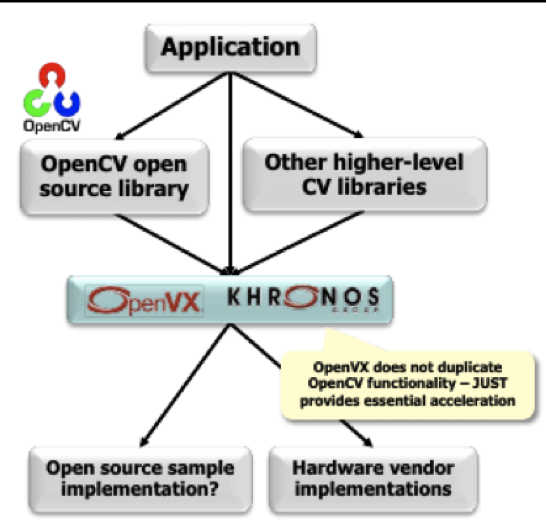 Application
OpenCV
OpenCV open
source library
Other higher-level
CV libraries
OpenVX KHRONOS
GROUP
OpenVX does not duplicate
OpenCV functionality – JUST
provides essential acceleration
Open source sample
implementation?
Hardware vendor
implementations